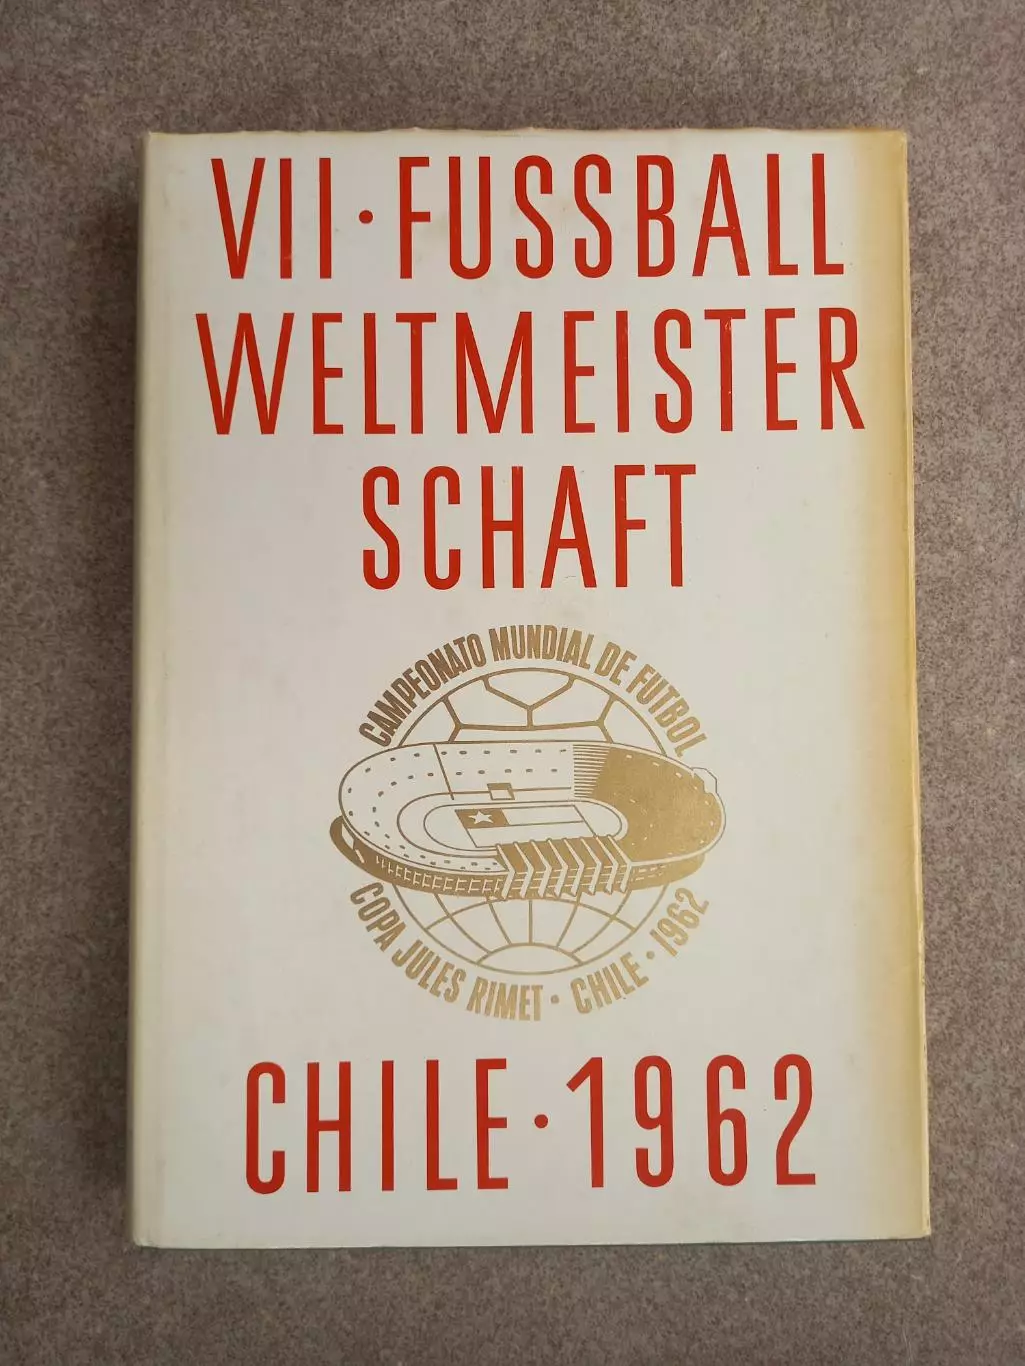 VII · FUSSBALL
WELTMEISTER
SCHAFT
CAMPEONATO MUNDIAL DE FUTBOL
COPA JULES RIMET · CHILE · 1962
CHILE · 1962